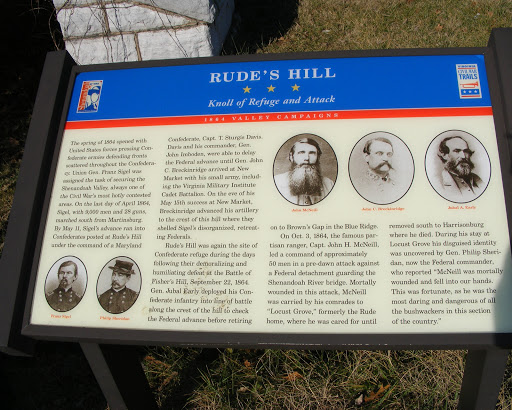 RUDE'S HILL
Knoll of Refuge and Attack
1864 VALLEY CAMPAIGNS
CIVIL WAR
TRAILS
The spring of 1864 opened with
United States forces pressing Con-
federate armies defending fronts
scattered throughout the Confeder-
acy. Union Gen. Franz Sigel was
assigned the task of securing the
Shenandoah Valley, always one of
the Civil War's most hotly contested
areas. On the last day of April 1864,
Sigel, with 9,000 men and 28 guns,
marched south from Martinsburg.
By May 11, Sigel's advance ran into
Confederates posted at Rude's Hill
under the command of a Maryland
Franz Sigel
Philip Sheridan
Confederate, Capt. T. Sturgis Davis.
Davis and his commander, Gen.
John Imboden, were able to delay
the Federal advance until Gen. John
C. Breckinridge arrived at New
Market with his small army, includ-
ing the Virginia Military Institute
Cadet Battalion. On the eve of his
May 15th success at New Market,
Breckinridge advanced his artillery
to the crest of this hill where they
shelled Sigel's disorganized, retreat-
ing Federals.
Rude's Hill was again the site of
Confederate refuge during the days
following their demoralizing and
humiliating defeat at the Battle of
Fisher's Hill, September 22, 1864.
Gen. Jubal Early deployed his Con-
federate infantry into line of battle
along the crest of the hill to check
the Federal advance before retiring
John McNeill
John C. Breckinridge
Jubal A. Early
on to Brown's Gap in the Blue Ridge.
On Oct. 3, 1864, the famous par-
tisan ranger, Capt. John H. McNeill,
led a command of approximately
50 men in a pre-dawn attack against
a Federal detachment guarding the
Shenandoah River bridge. Mortally
wounded in this attack, McNeill
was carried by his comrades to
"Locust Grove," formerly the Rude
home, where he was cared for until
removed south to Harrisonburg
where he died. During his stay at
Locust Grove his disguised identity
was uncovered by Gen. Philip Sheri-
dan, now the Federal commander,
who reported "McNeill was mortally
wounded and fell into our hands.
This was fortunate, as he was the
most daring and dangerous of all
the bushwackers in this section
of the country."